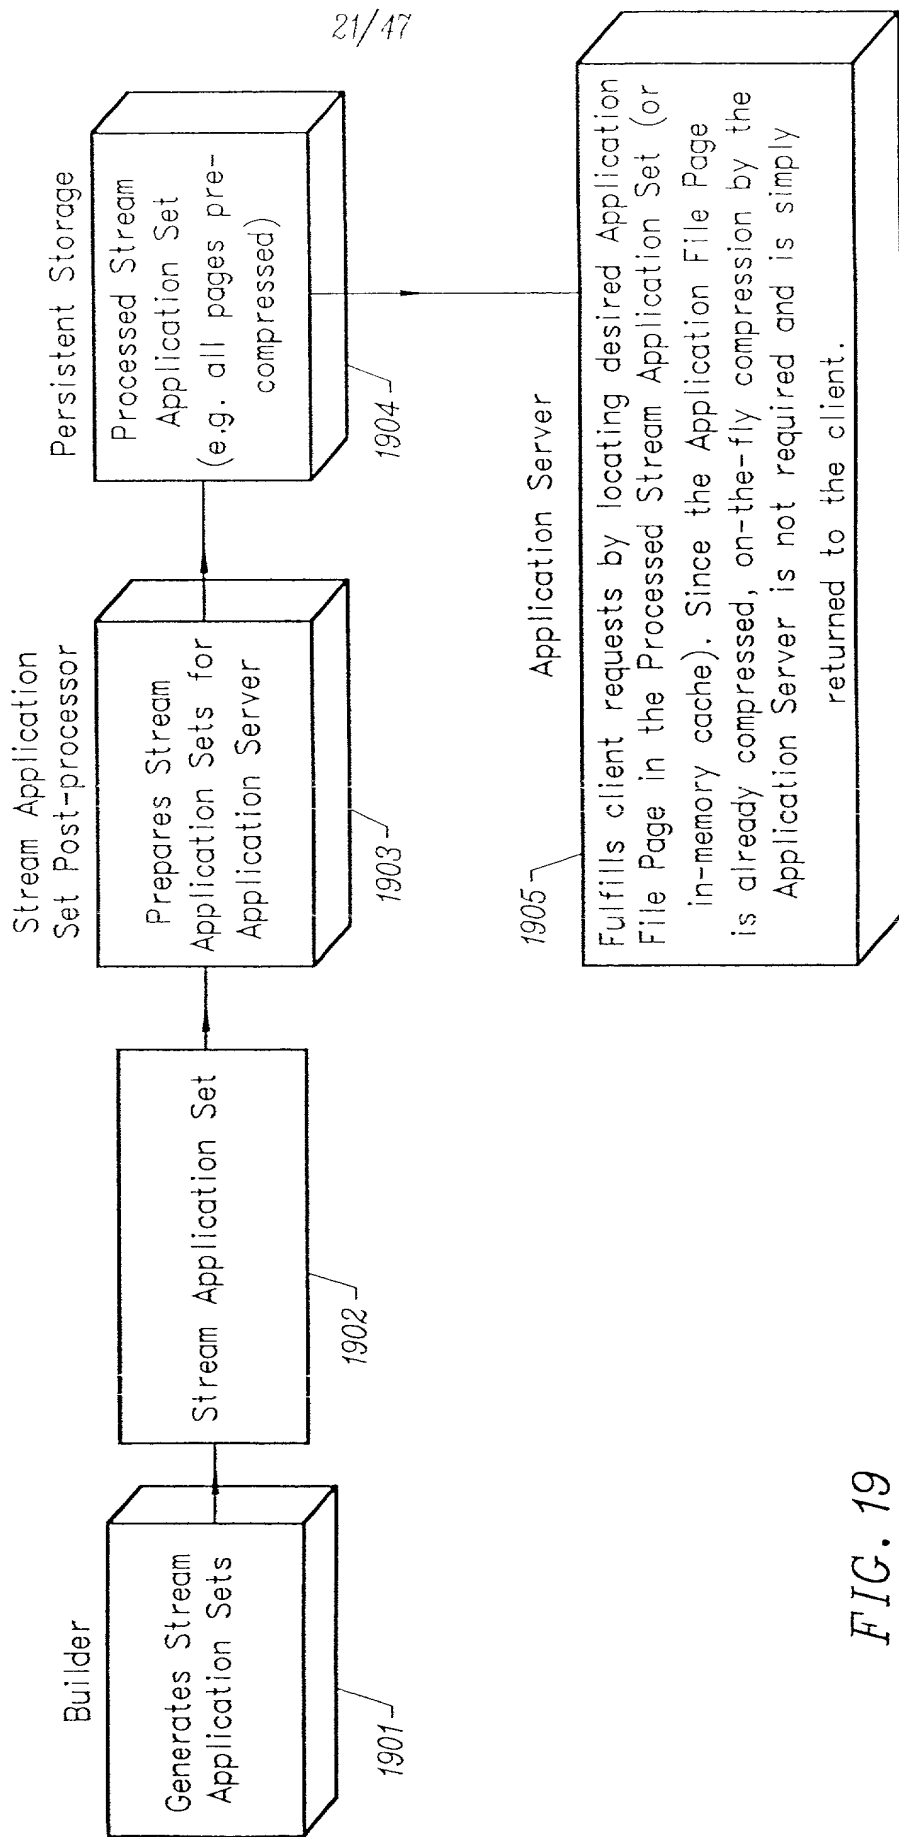 21/47
Builder
Generates Stream
Application Sets
1901
Stream Application Set
1902
Stream Application
Set Post-processor
Prepares Stream
Application Sets for
Application Server
1903
Persistent Storage
Processed Stream
Application Set
(e.g. all pages pre-
compressed)
1904
Application Server
1905
Fulfills client requests by locating desired Application
File Page in the Processed Stream Application Set (or
in-memory cache). Since the Application File Page
is already compressed, on-the-fly compression by the
Application Server is not required and is simply
returned to the client.
FIG. 19